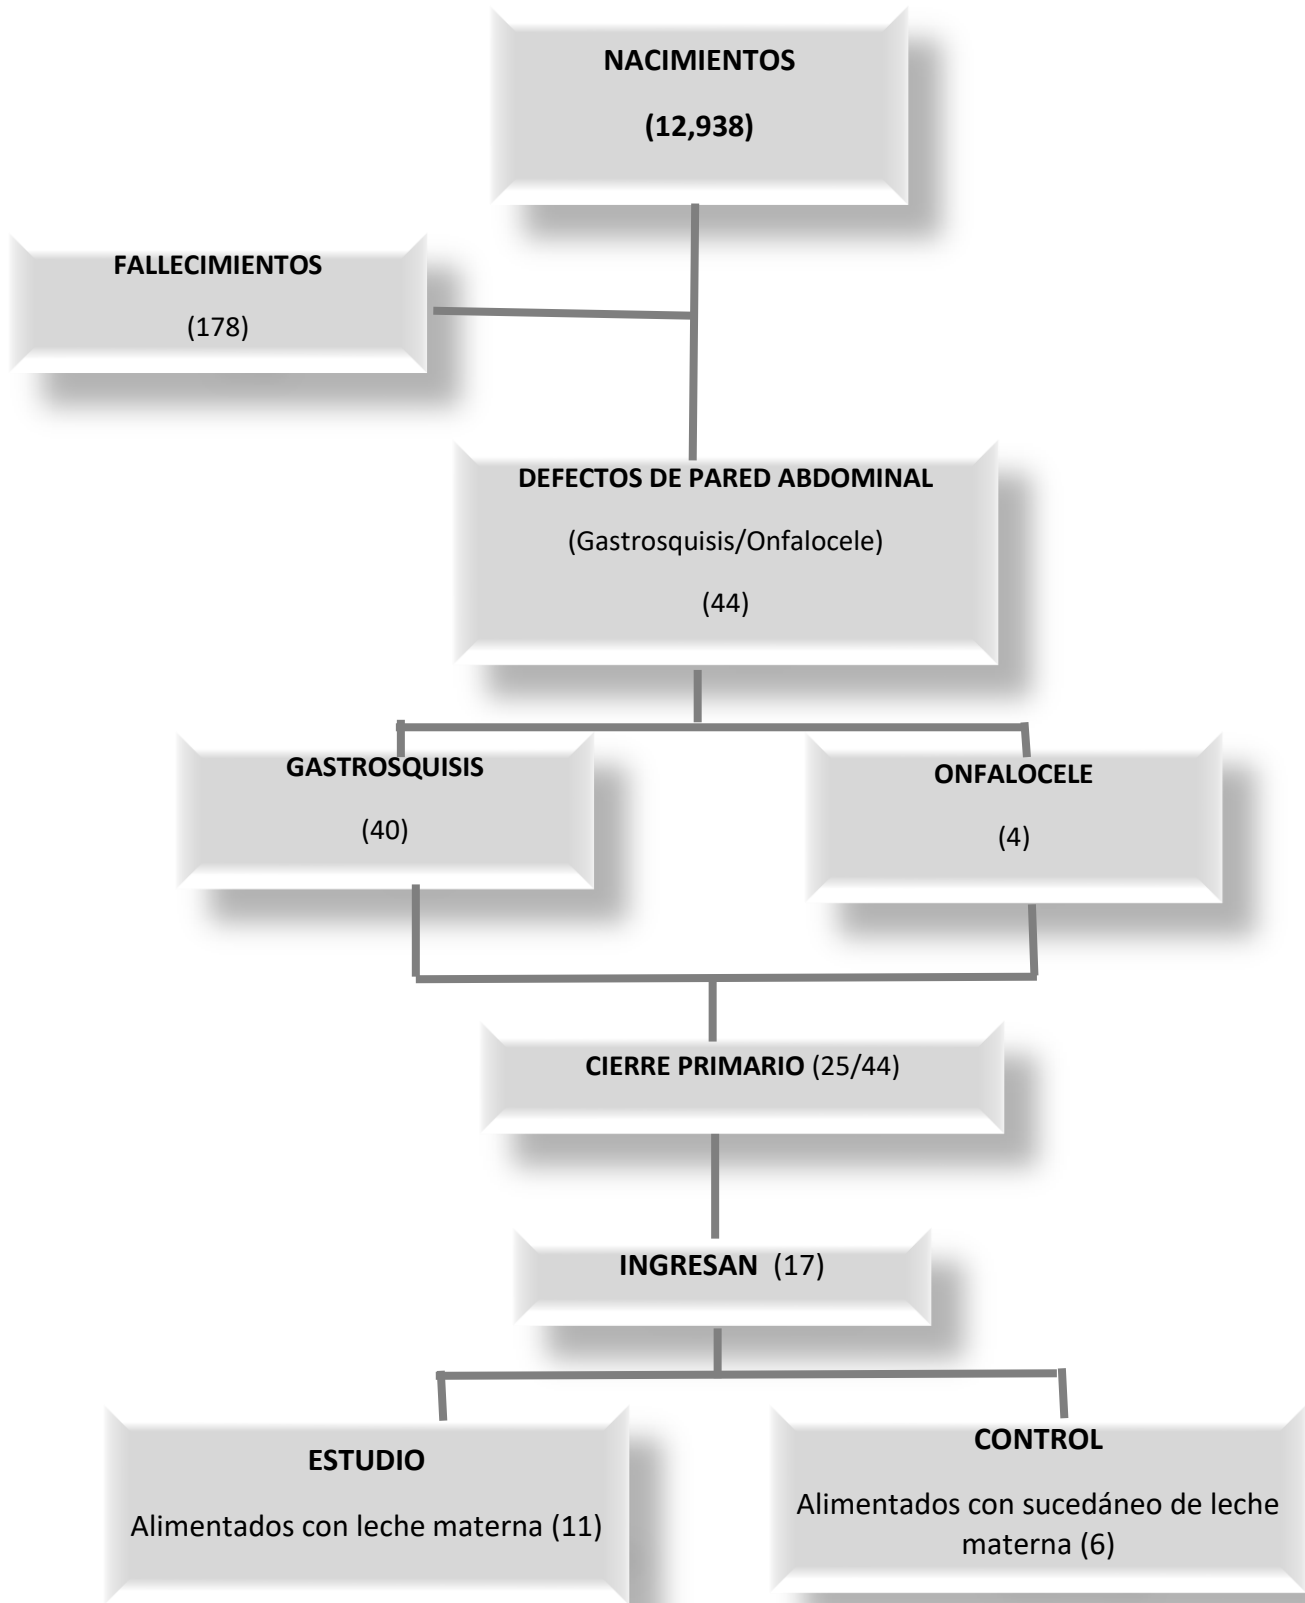 NACIMIENTOS
(12,938)
FALLECIMIENTOS
(178)
DEFECTOS DE PARED ABDOMINAL
(Gastrosquisis/Onfalocele)
(44)
GASTROSQUISIS
(40)
ONFALOCELE
(4)
CIERRE PRIMARIO (25/44)
INGRESAN (17)
ESTUDIO
Alimentados con leche materna (11)
CONTROL
Alimentados con sucedáneo de leche
materna (6)